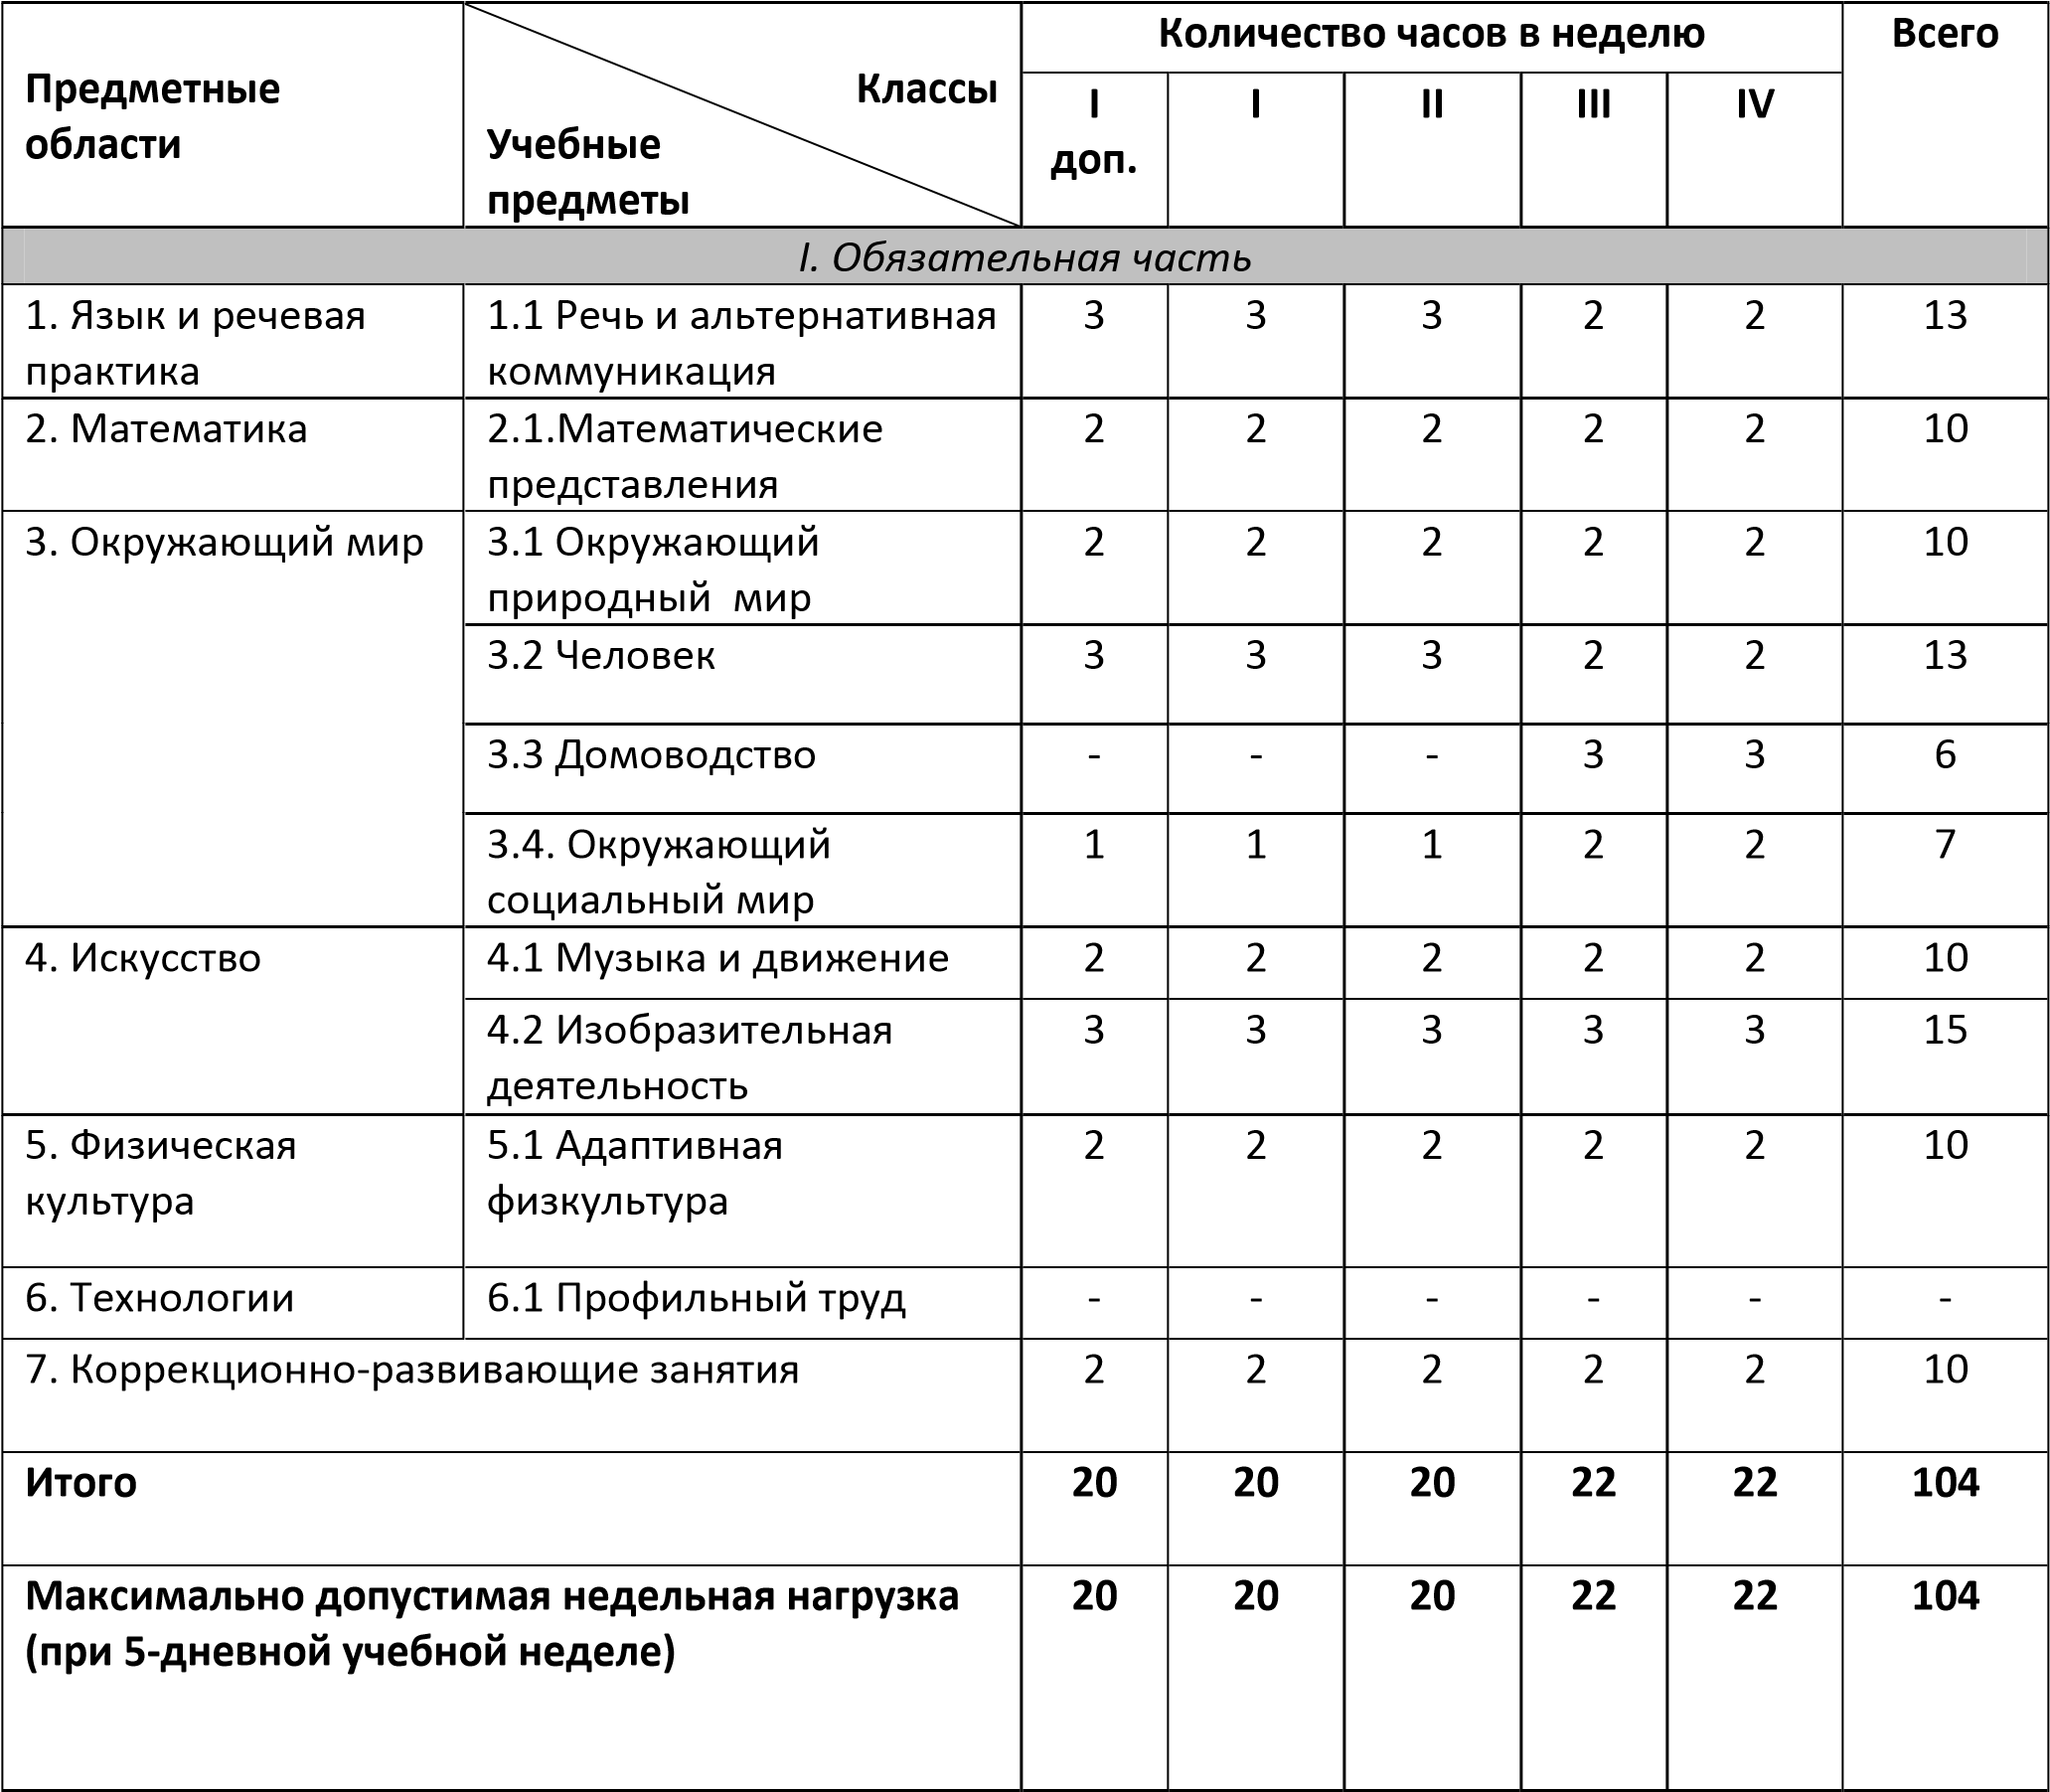 Предметные области
Классы
Учебные предметы
Количество часов в неделю
Всего
I доп.
I
II
III
IV
I. Обязательная часть
1. Язык и речевая практика
1.1 Речь и альтернативная коммуникация
3 3 3 2 2 13
2. Математика
2.1.Математические представления
2 2 2 2 2 10
3. Окружающий мир
3.1 Окружающий природный  мир
2 2 2 2 2 10
3.2 Человек
3 3 3 2 2 13
3.3 Домоводство
- - - 3 3 6
3.4. Окружающий социальный мир
1 1 1 2 2 7
4. Искусство
4.1 Музыка и движение
2 2 2 2 2 10
4.2 Изобразительная деятельность
3 3 3 3 3 15
5. Физическая культура
5.1 Адаптивная физкультура
2 2 2 2 2 10
6. Технологии
6.1 Профильный труд
- - - - - -
7. Коррекционно-развивающие занятия
2 2 2 2 2 10
Итого
20 20 20 22 22 104
Максимально допустимая недельная нагрузка (при 5-дневной учебной неделе)
20 20 20 22 22 104